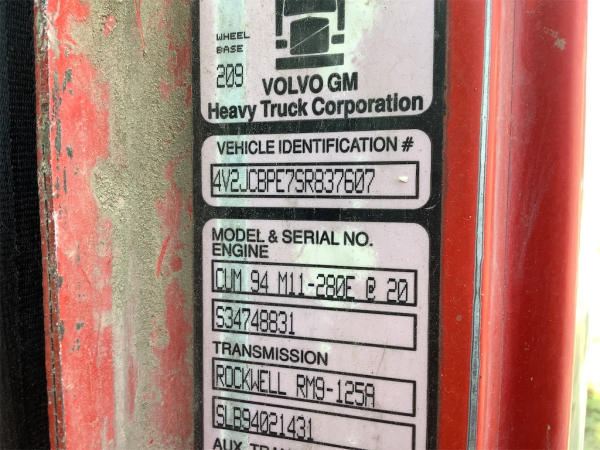 WHEEL
BASE
209
VOLVO GM
Heavy Truck Corporation
VEHICLE IDENTIFICATION #
4V2JCBPE7SR837607
MODEL & SERIAL NO.
ENGINE
CUM 94 M11-280E @ 20
S34748831
TRANSMISSION
ROCKWELL RM9-125A
SLB94021431